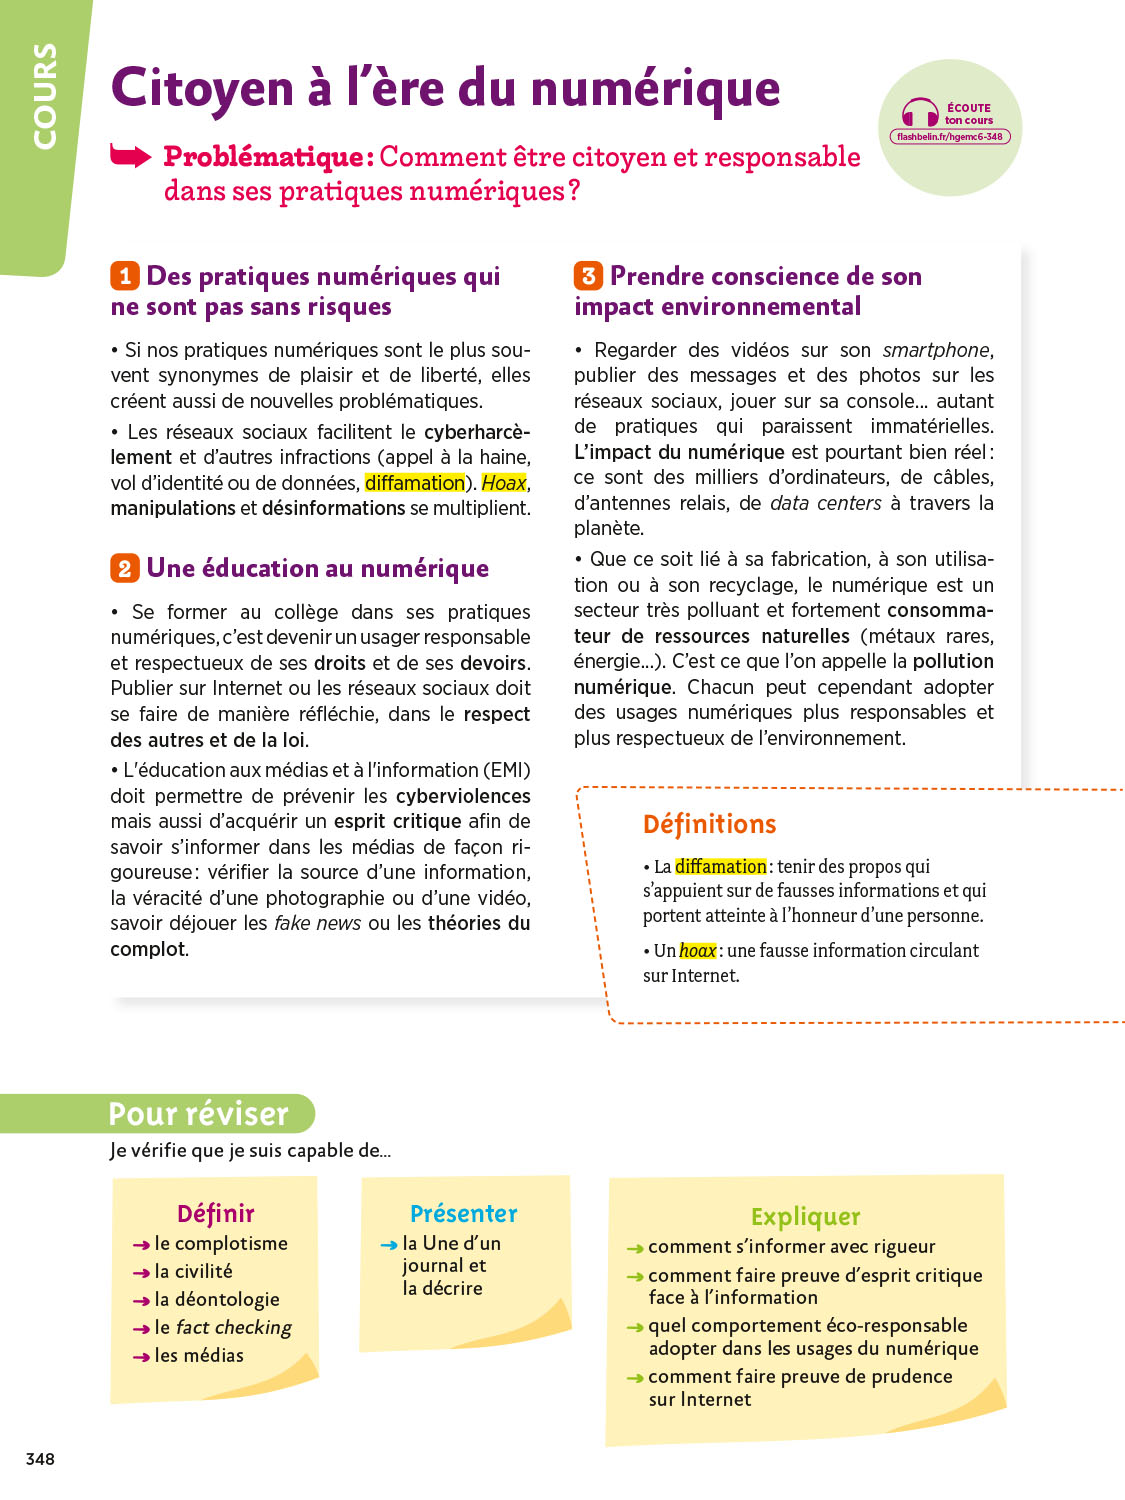 COURS
Citoyen à l’ère du numérique
ÉCOUTE
ton cours
flashbelin.fr/hgemc6-348
Problématique : Comment être citoyen et responsable
dans ses pratiques numériques ?
1 Des pratiques numériques qui
ne sont pas sans risques
• Si nos pratiques numériques sont le plus sou-
vent synonymes de plaisir et de liberté, elles
créent aussi de nouvelles problématiques.
• Les réseaux sociaux facilitent le cyberharcè-
lement et d’autres infractions (appel à la haine,
vol d’identité ou de données, diffamation). Hoax,
manipulations et désinformations se multiplient.
2 Une éducation au numérique
• Se former au collège dans ses pratiques
numériques, c’est devenir un usager responsable
et respectueux de ses droits et de ses devoirs.
Publier sur Internet ou les réseaux sociaux doit
se faire de manière réfléchie, dans le respect
des autres et de la loi.
• L'éducation aux médias et à l'information (EMI)
doit permettre de prévenir les cyberviolences
mais aussi d’acquérir un esprit critique afin de
savoir s’informer dans les médias de façon ri-
goureuse : vérifier la source d’une information,
la véracité d’une photographie ou d’une vidéo,
savoir déjouer les fake news ou les théories du
complot.
3 Prendre conscience de son
impact environnemental
• Regarder des vidéos sur son smartphone,
publier des messages et des photos sur les
réseaux sociaux, jouer sur sa console... autant
de pratiques qui paraissent immatérielles.
L’impact du numérique est pourtant bien réel :
ce sont des milliers d’ordinateurs, de câbles,
d’antennes relais, de data centers à travers la
planète.
• Que ce soit lié à sa fabrication, à son utilisa-
tion ou à son recyclage, le numérique est un
secteur très polluant et fortement consomma-
teur de ressources naturelles (métaux rares,
énergie...). C’est ce que l’on appelle la pollution
numérique. Chacun peut cependant adopter
des usages numériques plus responsables et
plus respectueux de l’environnement.
Définitions
• La diffamation : tenir des propos qui
s’appuient sur de fausses informations et qui
portent atteinte à l’honneur d’une personne.
• Un hoax : une fausse information circulant
sur Internet.
Pour réviser
Je vérifie que je suis capable de...
Définir
➞ le complotisme
➞ la civilité
➞ la déontologie
➞ le fact checking
➞ les médias
Présenter
➞ la Une d’un
journal et
la décrire
Expliquer
➞ comment s’informer avec rigueur
➞ comment faire preuve d’esprit critique
face à l’information
➞ quel comportement éco-responsable
adopter dans les usages du numérique
➞ comment faire preuve de prudence
sur Internet
348